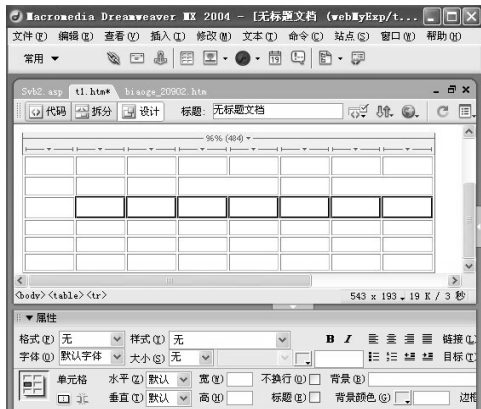 Macromedia Dreamweaver MX 2004 - [无标题文档 (webMyExp/t...
文件(F) 编辑(E) 查看(V) 插入(I) 修改(M) 文本(T) 命令(C) 站点(S) 窗口(W) 帮助(H)
常用
Svb2.asp t1.htm* biaoge_20902.htm
代码 拆分 设计 标题: 无标题文档
96% (484)
<body> <table> <tr> 543 x 193 19 K / 3 秒
属性
格式(F) 无 样式(T) 无 B I 链接(L)
字体(O) 默认字体 大小(S) 无 目标(T)
单元格 水平(Z) 默认 宽(W) 不换行(O) 背景(B)
垂直(T) 默认 高(H) 标题(E) 背景颜色(G) 边框